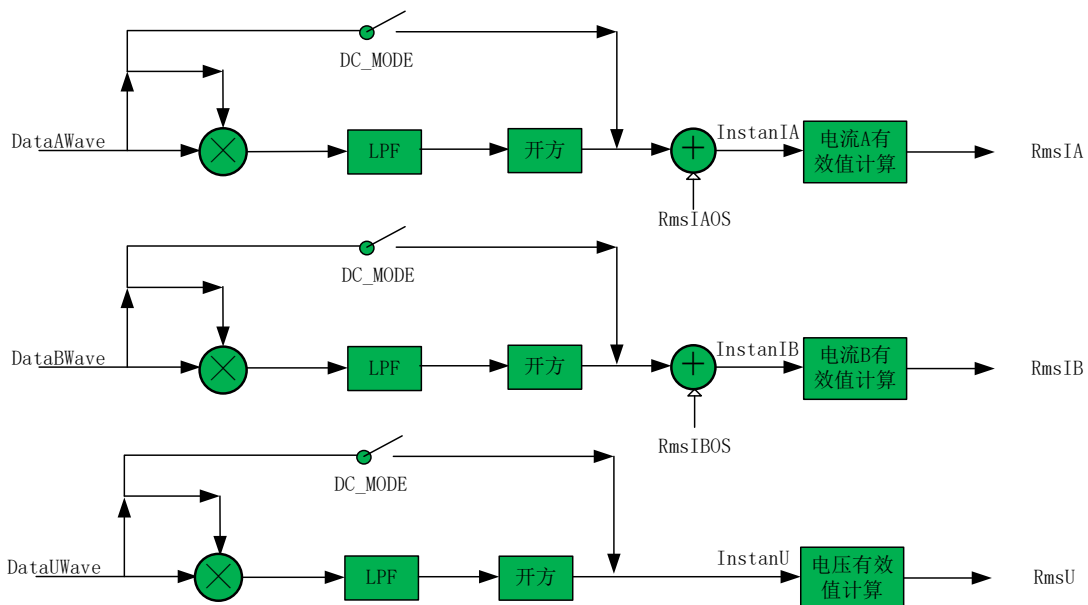 DC_MODE
DataAWave
LPF
开方
InstanIA
电流A有
效值计算
RmsIA
RmsIAOS
DC_MODE
DataBWave
LPF
开方
InstanIB
电流B有
效值计算
RmsIB
RmsIBOS
DC_MODE
DataUWave
LPF
开方
InstanU
电压有效
值计算
RmsU